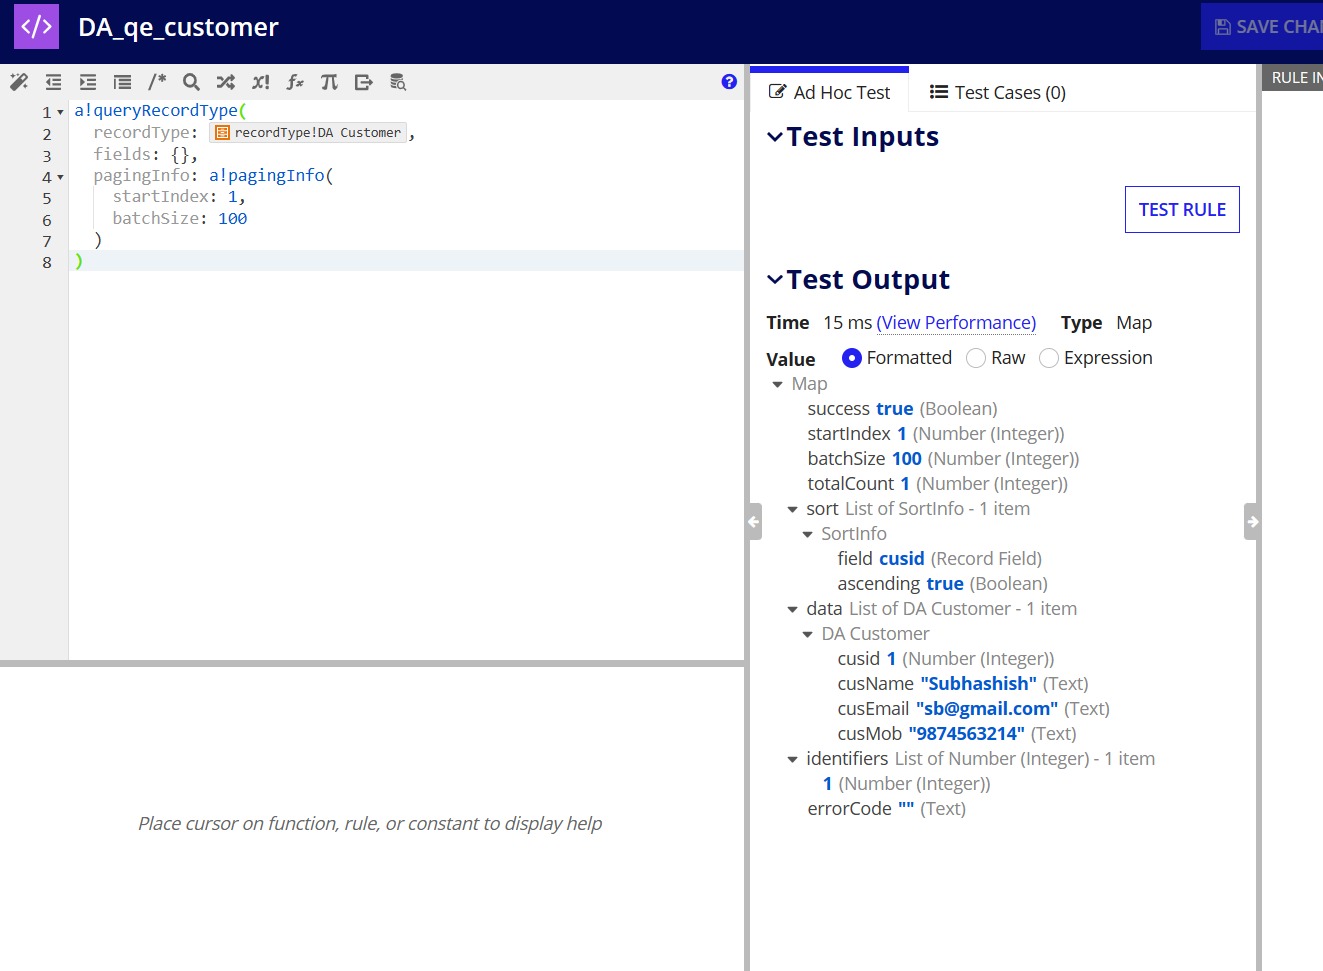 </> DA_qe_customer
SAVE CHA
1 a!queryRecordType(
2 recordType: recordType!DA Customer ,
3 fields: {},
4 pagingInfo: a!pagingInfo(
5 startIndex: 1,
6 batchSize: 100
7 )
8 )
Place cursor on function, rule, or constant to display help
Ad Hoc Test Test Cases (0)
Test Inputs
TEST RULE
Test Output
Time 15 ms (View Performance) Type Map
Value Formatted Raw Expression
Map
success true (Boolean)
startIndex 1 (Number (Integer))
batchSize 100 (Number (Integer))
totalCount 1 (Number (Integer))
sort List of SortInfo - 1 item
SortInfo
field cusid (Record Field)
ascending true (Boolean)
data List of DA Customer - 1 item
DA Customer
cusid 1 (Number (Integer))
cusName "Subhashish" (Text)
cusEmail "sb@gmail.com" (Text)
cusMob "9874563214" (Text)
identifiers List of Number (Integer) - 1 item
1 (Number (Integer))
errorCode "" (Text)
RULE IN